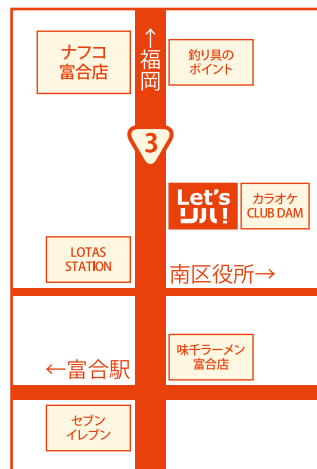 ナフコ
富合店
←福岡
釣り具の
ポイント
3
Let's
リハ!
カラオケ
CLUB DAM
LOTAS
STATION
南区役所→
味千ラーメン
富合店
←富合駅
セブン
イレブン